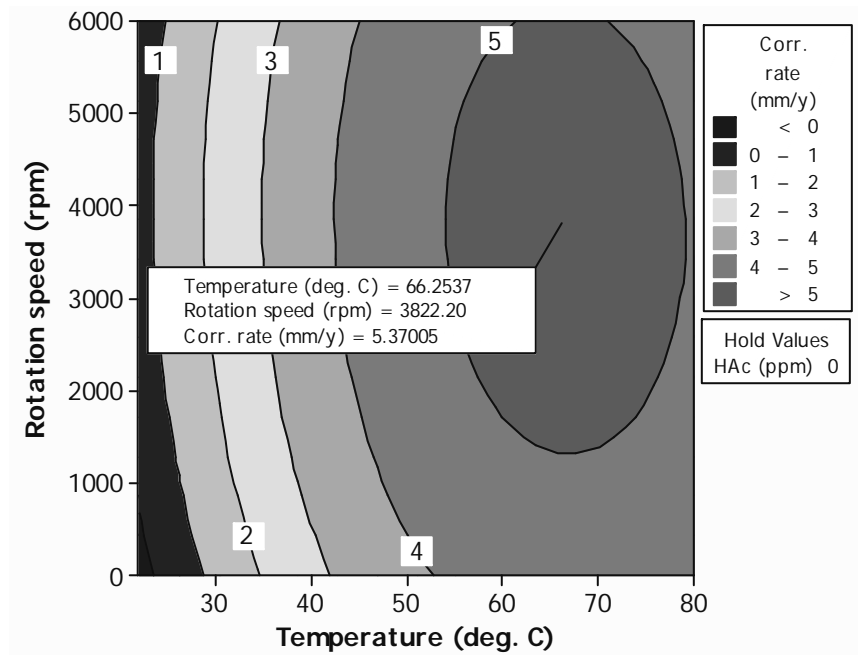 6000
5000
4000
3000
2000
1000
0
Rotation speed (rpm)
1
3
5
2
4
Temperature (deg. C) = 66.2537
Rotation speed (rpm) = 3822.20
Corr. rate (mm/y) = 5.37005
30 40 50 60 70 80
Temperature (deg. C)
Corr.
rate
(mm/y)
< 0
0 – 1
1 – 2
2 – 3
3 – 4
4 – 5
> 5
Hold Values
HAc (ppm) 0